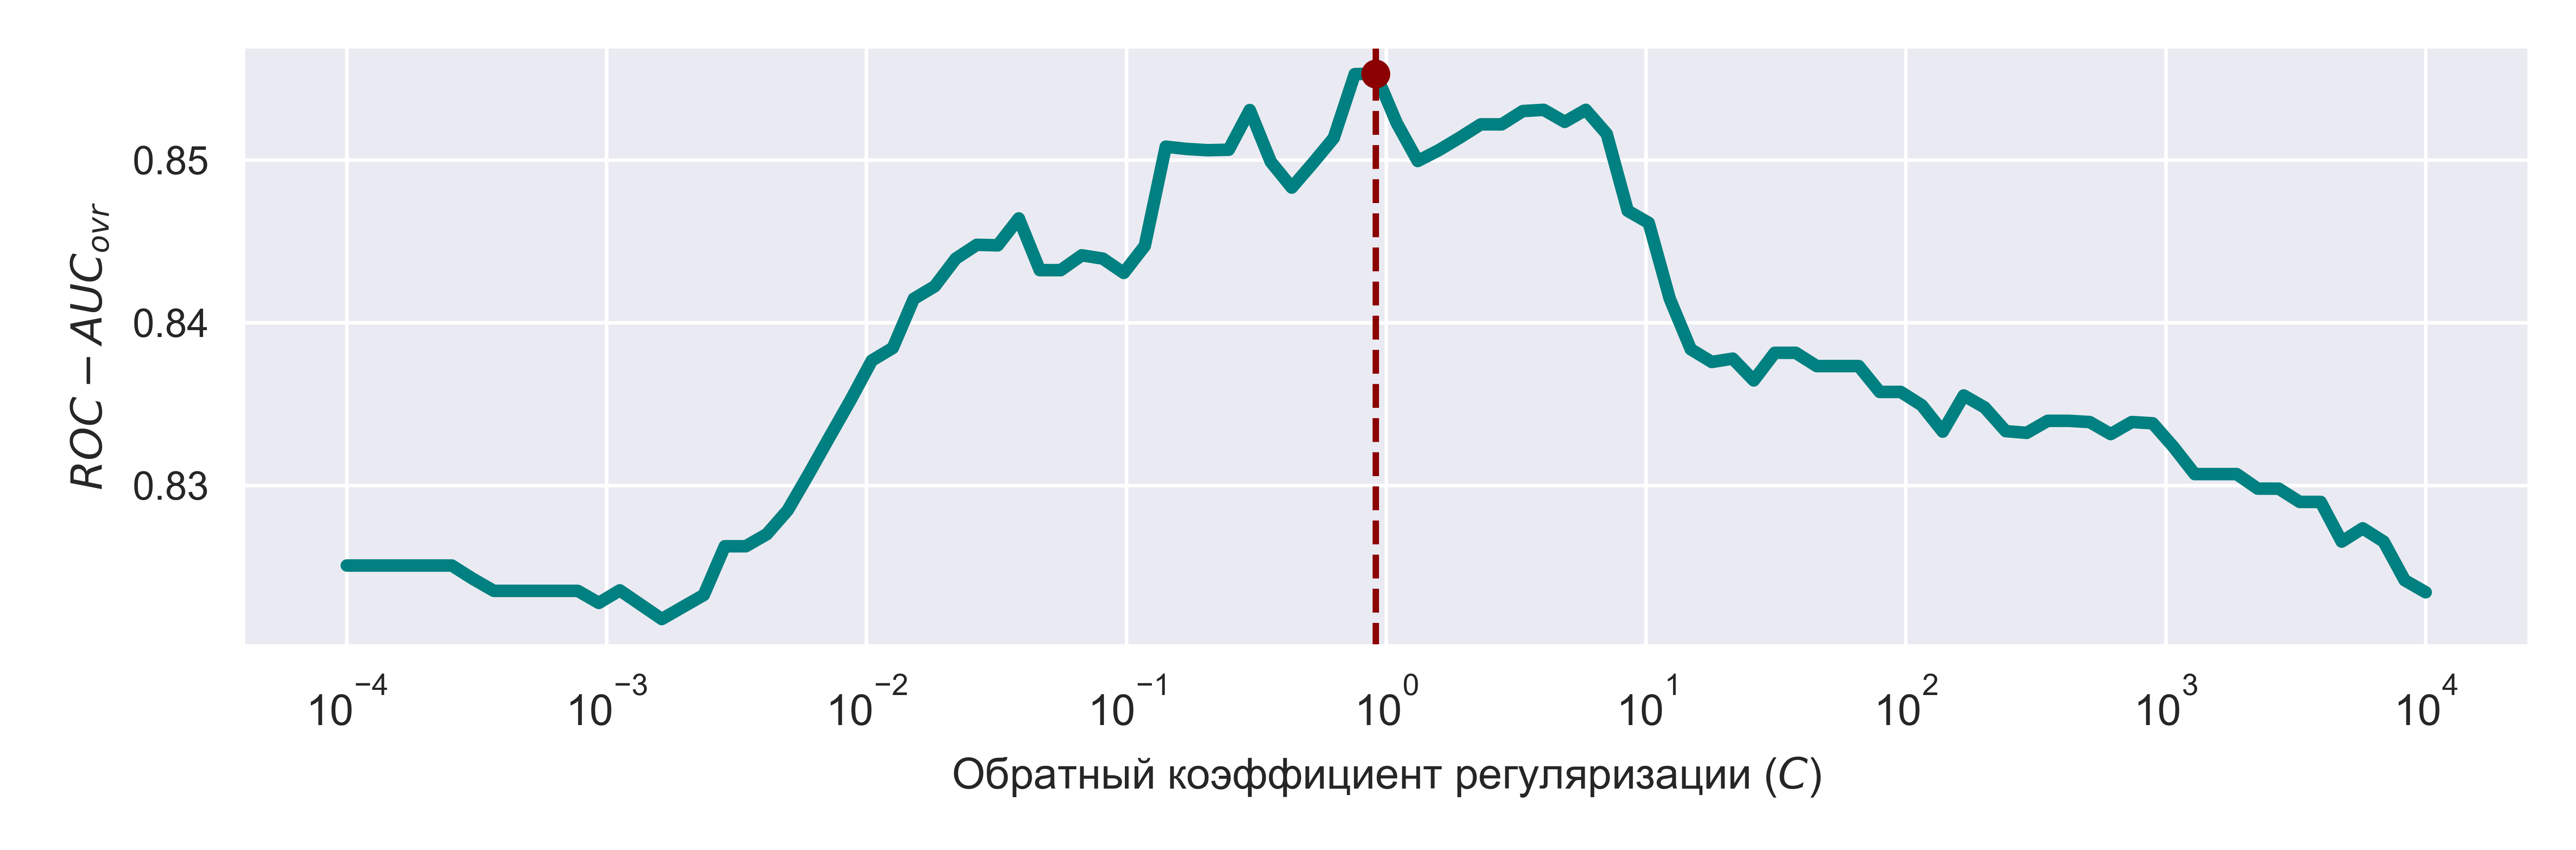 ROC − AUC_ovr
0.85
0.84
0.83
10^−4 10^−3 10^−2 10^−1 10^0 10^1 10^2 10^3 10^4
Обратный коэффициент регуляризации (C)